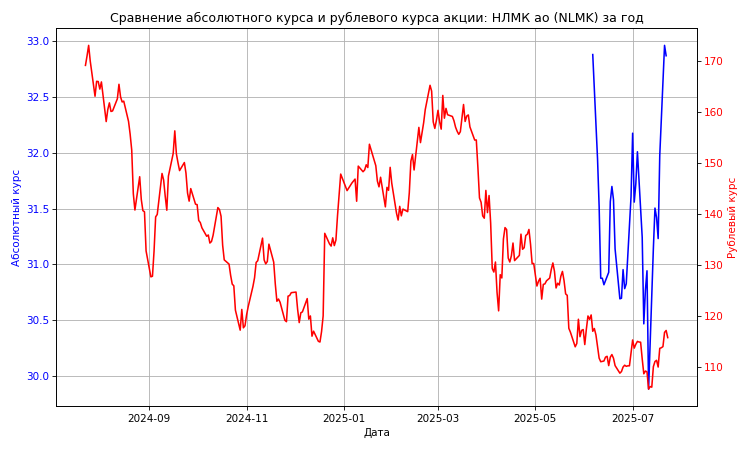 Сравнение абсолютного курса и рублевого курса акции: НЛМК ао (NLMK) за год
33.0
32.5
32.0
31.5
31.0
30.5
30.0
Абсолютный курс
170
160
150
140
130
120
110
Рублевый курс
2024-09 2024-11 2025-01 2025-03 2025-05 2025-07
Дата